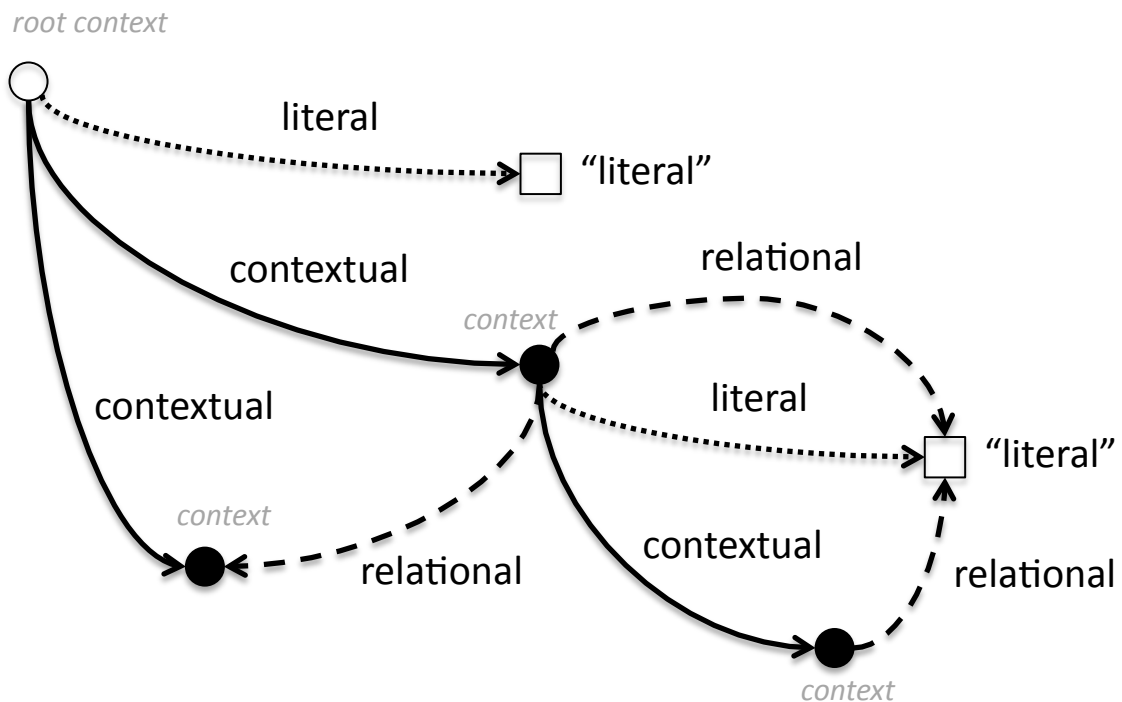 root context
literal
“literal”
relational
contextual
context
literal
contextual
“literal”
context
contextual
relational
relational
context